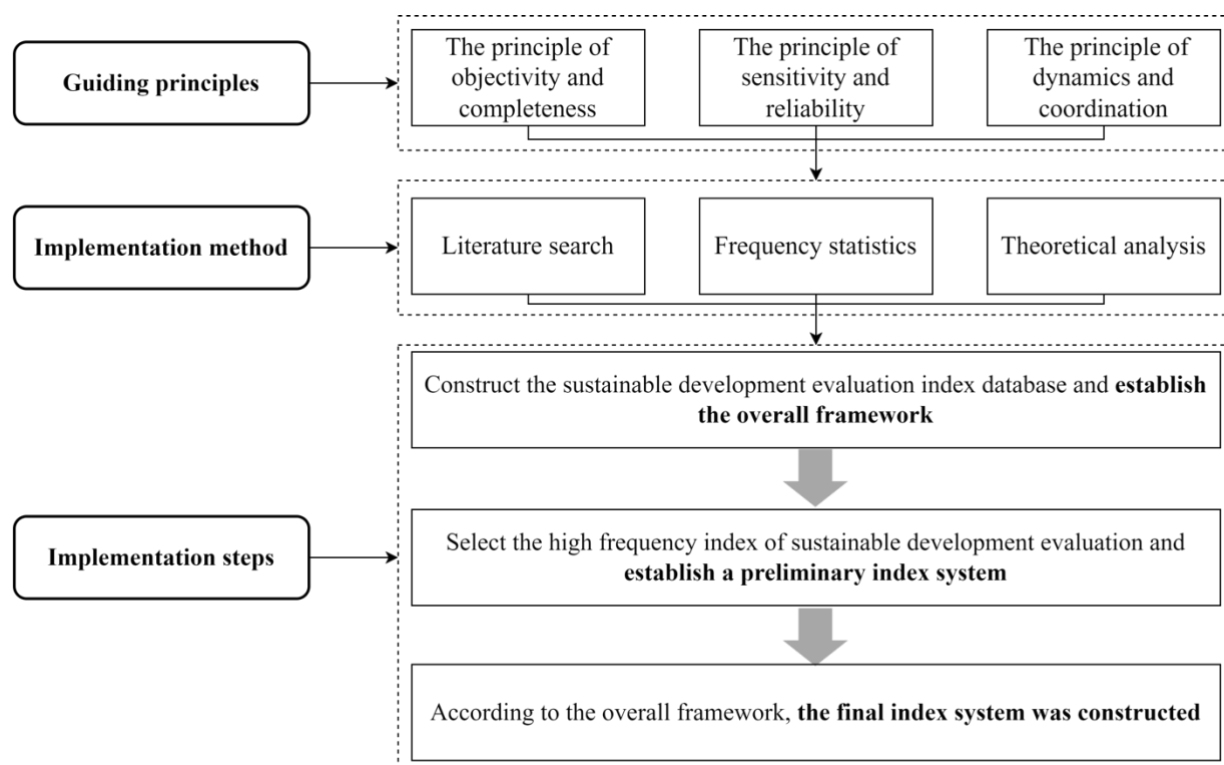 Guiding principles
The principle of
objectivity and
completeness
The principle of
sensitivity and
reliability
The principle of
dynamics and
coordination
Implementation method
Literature search
Frequency statistics
Theoretical analysis
Implementation steps
Construct the sustainable development evaluation index database and establish
the overall framework
Select the high frequency index of sustainable development evaluation and
establish a preliminary index system
According to the overall framework, the final index system was constructed